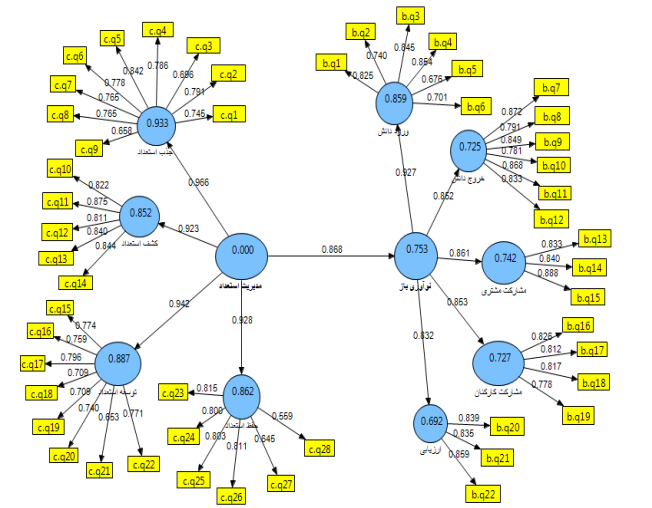 c.q4
c.q5
c.q3
c.q6
c.q2
c.q7
c.q8
c.q1
c.q9
0.842
0.786
0.778
0.791
0.765
0.765
0.745
0.658
0.933
جذب استعداد
0.966
c.q10
c.q11
c.q12
c.q13
c.q14
0.822
0.875
0.811
0.840
0.844
0.852
کشف استعداد
0.923
0.000
مدیریت استعداد
0.868
0.942
0.928
c.q15
c.q16
c.q17
c.q18
c.q19
c.q20
c.q21
c.q22
0.774
0.759
0.796
0.709
0.709
0.740
0.653
0.771
0.887
توسعه استعداد
c.q23
c.q24
c.q25
c.q26
c.q27
c.q28
0.815
0.800
0.803
0.811
0.559
0.862
حفظ استعداد
b.q3
b.q2
b.q4
b.q1
b.q5
b.q6
0.740
0.845
0.854
0.825
0.676
0.701
0.859
ورود دانش
0.927
b.q7
b.q8
b.q9
b.q10
b.q11
b.q12
0.872
0.791
0.849
0.781
0.868
0.833
0.725
خروج دانش
0.852
0.753
نوآوری باز
0.861
b.q13
b.q14
b.q15
0.833
0.840
0.888
0.742
مشارکت مشتری
0.853
b.q16
b.q17
b.q18
b.q19
0.812
0.817
0.778
0.727
مشارکت کارکنان
0.832
b.q20
b.q21
b.q22
0.839
0.835
0.859
0.692
ارزیابی